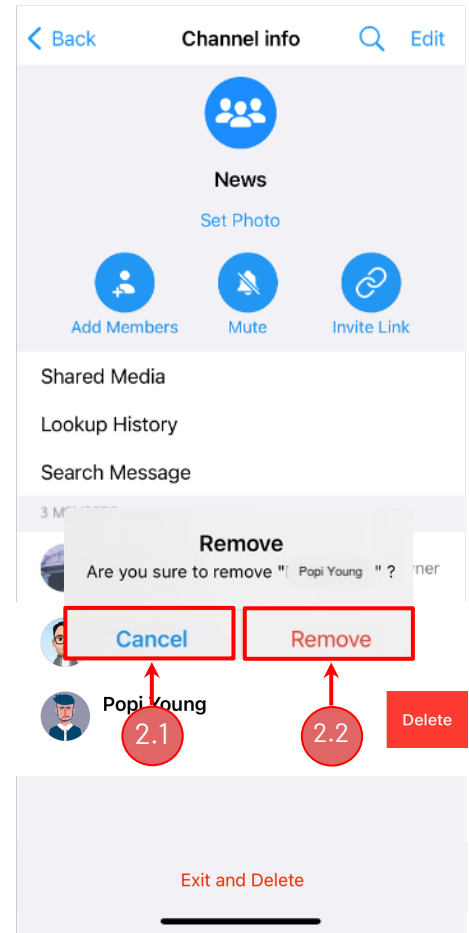 Back Channel info Edit
News
Set Photo
Add Members Mute Invite Link
Shared Media
Lookup History
Search Message
Remove
Are you sure to remove " Popi Young " ?
Cancel Remove
Popi Young Delete
2.1 2.2
Exit and Delete